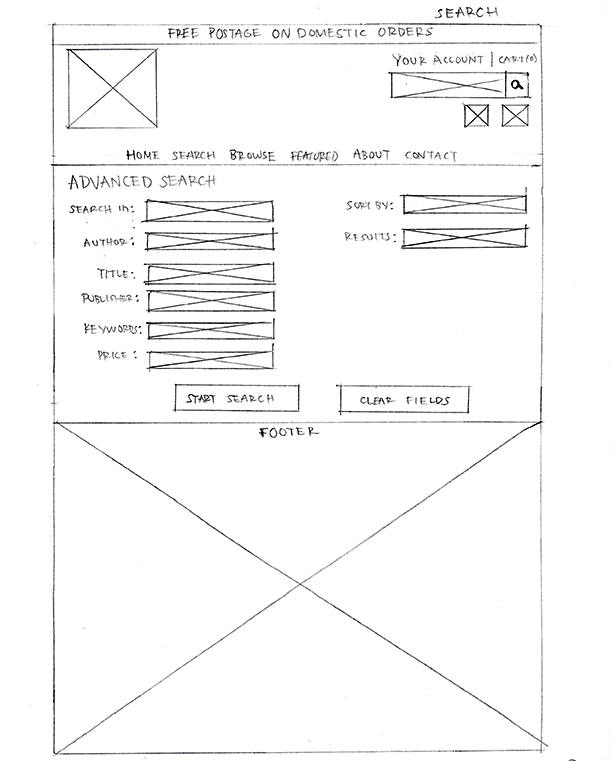 SEARCH
FREE POSTAGE ON DOMESTIC ORDERS
YOUR ACCOUNT | CART(0)
HOME SEARCH BROWSE FEATURED ABOUT CONTACT
ADVANCED SEARCH
SEARCH IN:
SORT BY:
AUTHOR:
RESULTS:
TITLE:
PUBLISHER:
KEYWORDS:
PRICE:
START SEARCH
CLEAR FIELDS
FOOTER